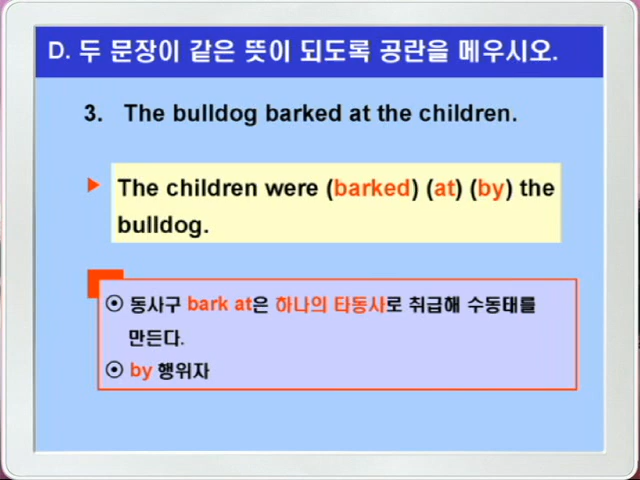 D. 두 문장이 같은 뜻이 되도록 공란을 메우시오.
3. The bulldog barked at the children.
The children were (barked) (at) (by) the
bulldog.
⊙ 동사구 bark at은 하나의 타동사로 취급해 수동태를
만든다.
⊙ by 행위자